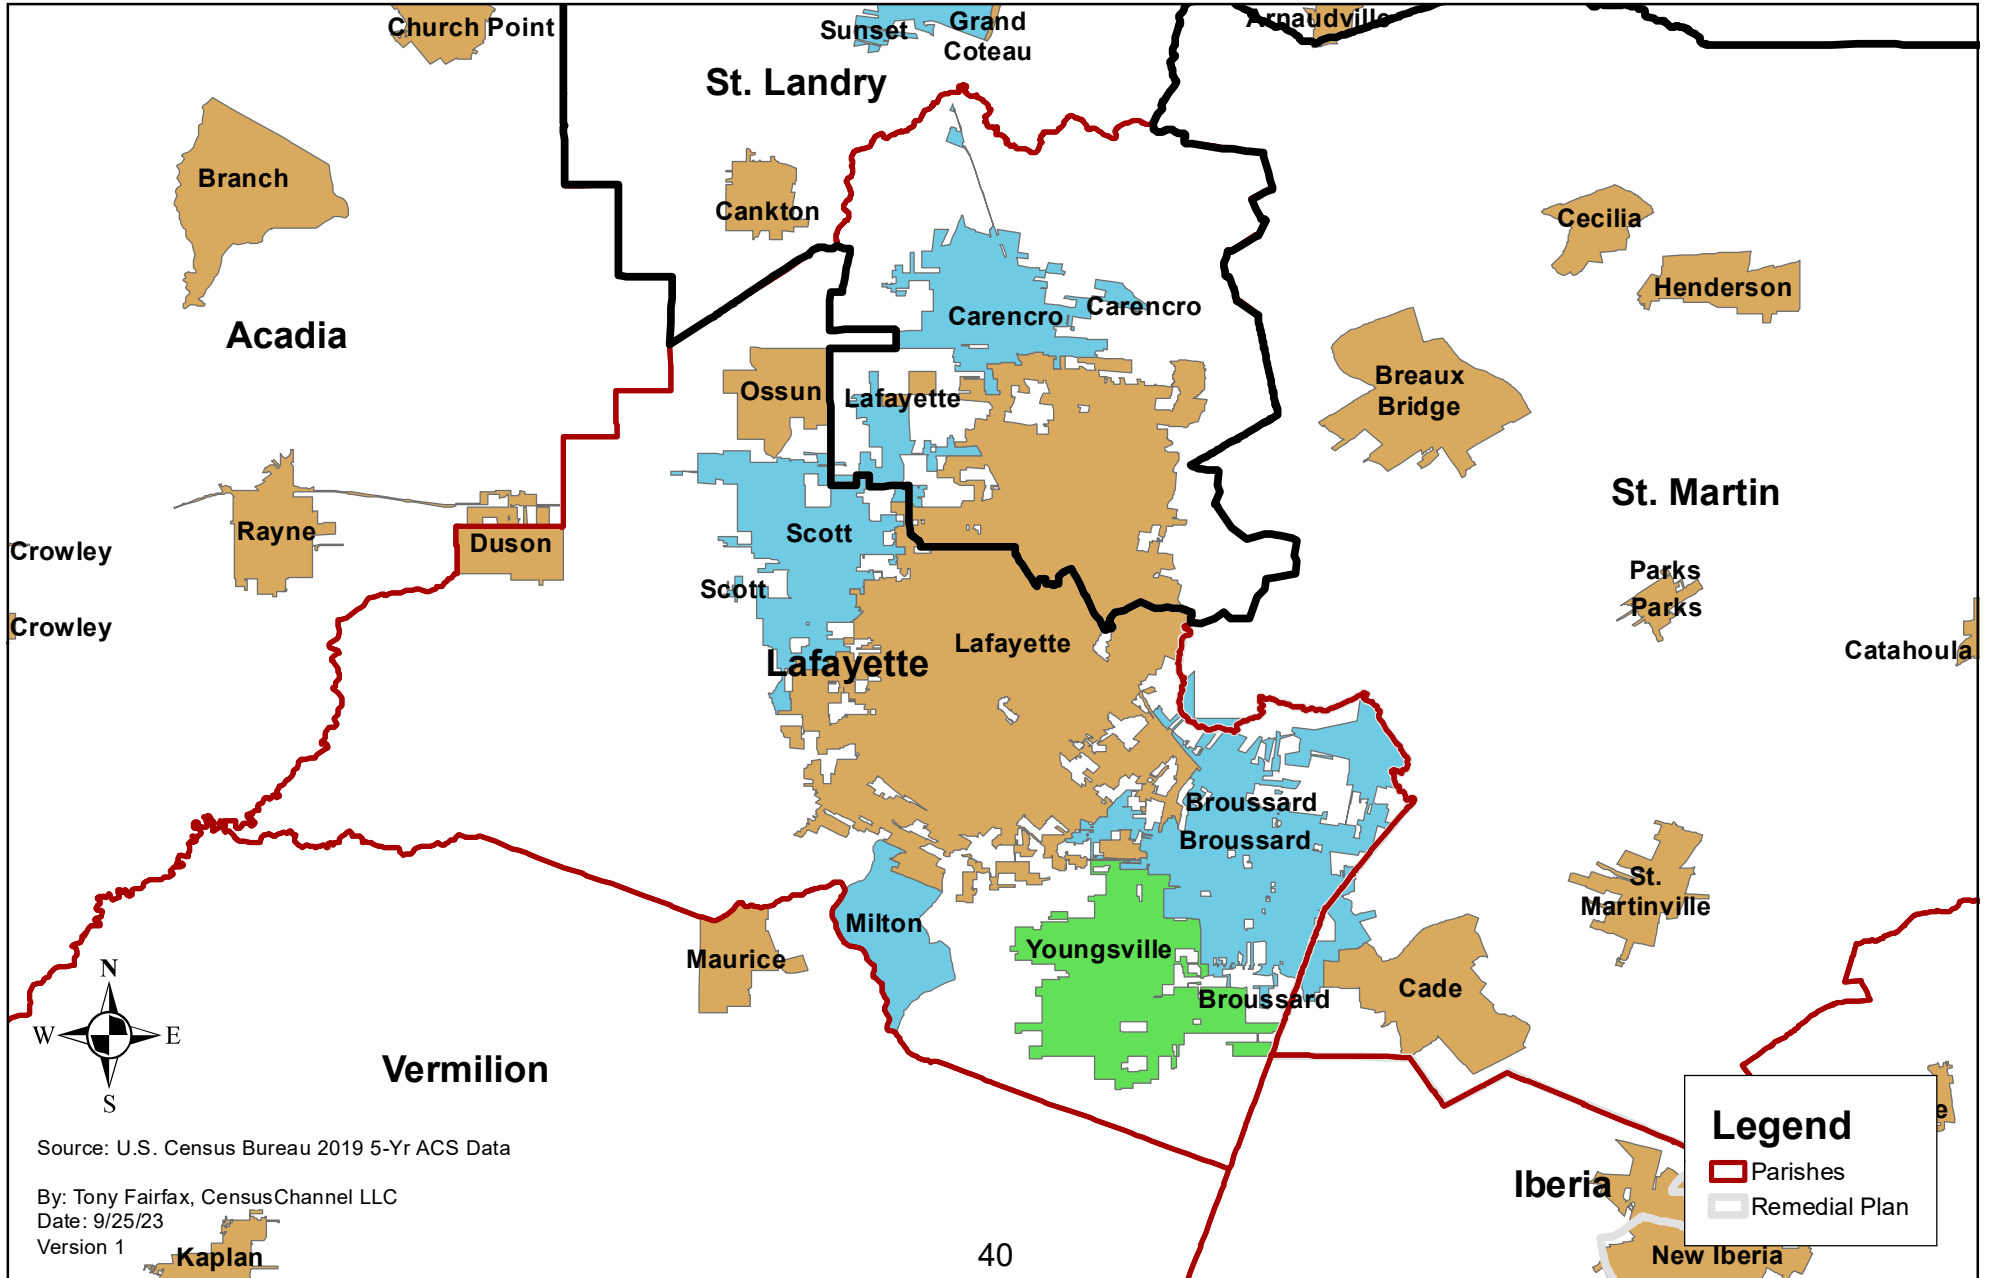 Church Point
Sunset
Grand
Coteau
Arnaudville
St. Landry
Branch
Cankton
Cecilia
Henderson
Acadia
Carencro
Carencro
Ossun
Lafayette
Breaux
Bridge
St. Martin
Rayne
Duson
Scott
Crowley
Scott
Parks
Parks
Crowley
Lafayette
Lafayette
Catahoula
Broussard
Broussard
St.
Martinville
Milton
Maurice
Youngsville
Broussard
Cade
N
W
E
S
Vermilion
Source: U.S. Census Bureau 2019 5-Yr ACS Data
By: Tony Fairfax, CensusChannel LLC
Date: 9/25/23
Version 1
Kaplan
40
Iberia
New Iberia
e
Legend
Parishes
Remedial Plan